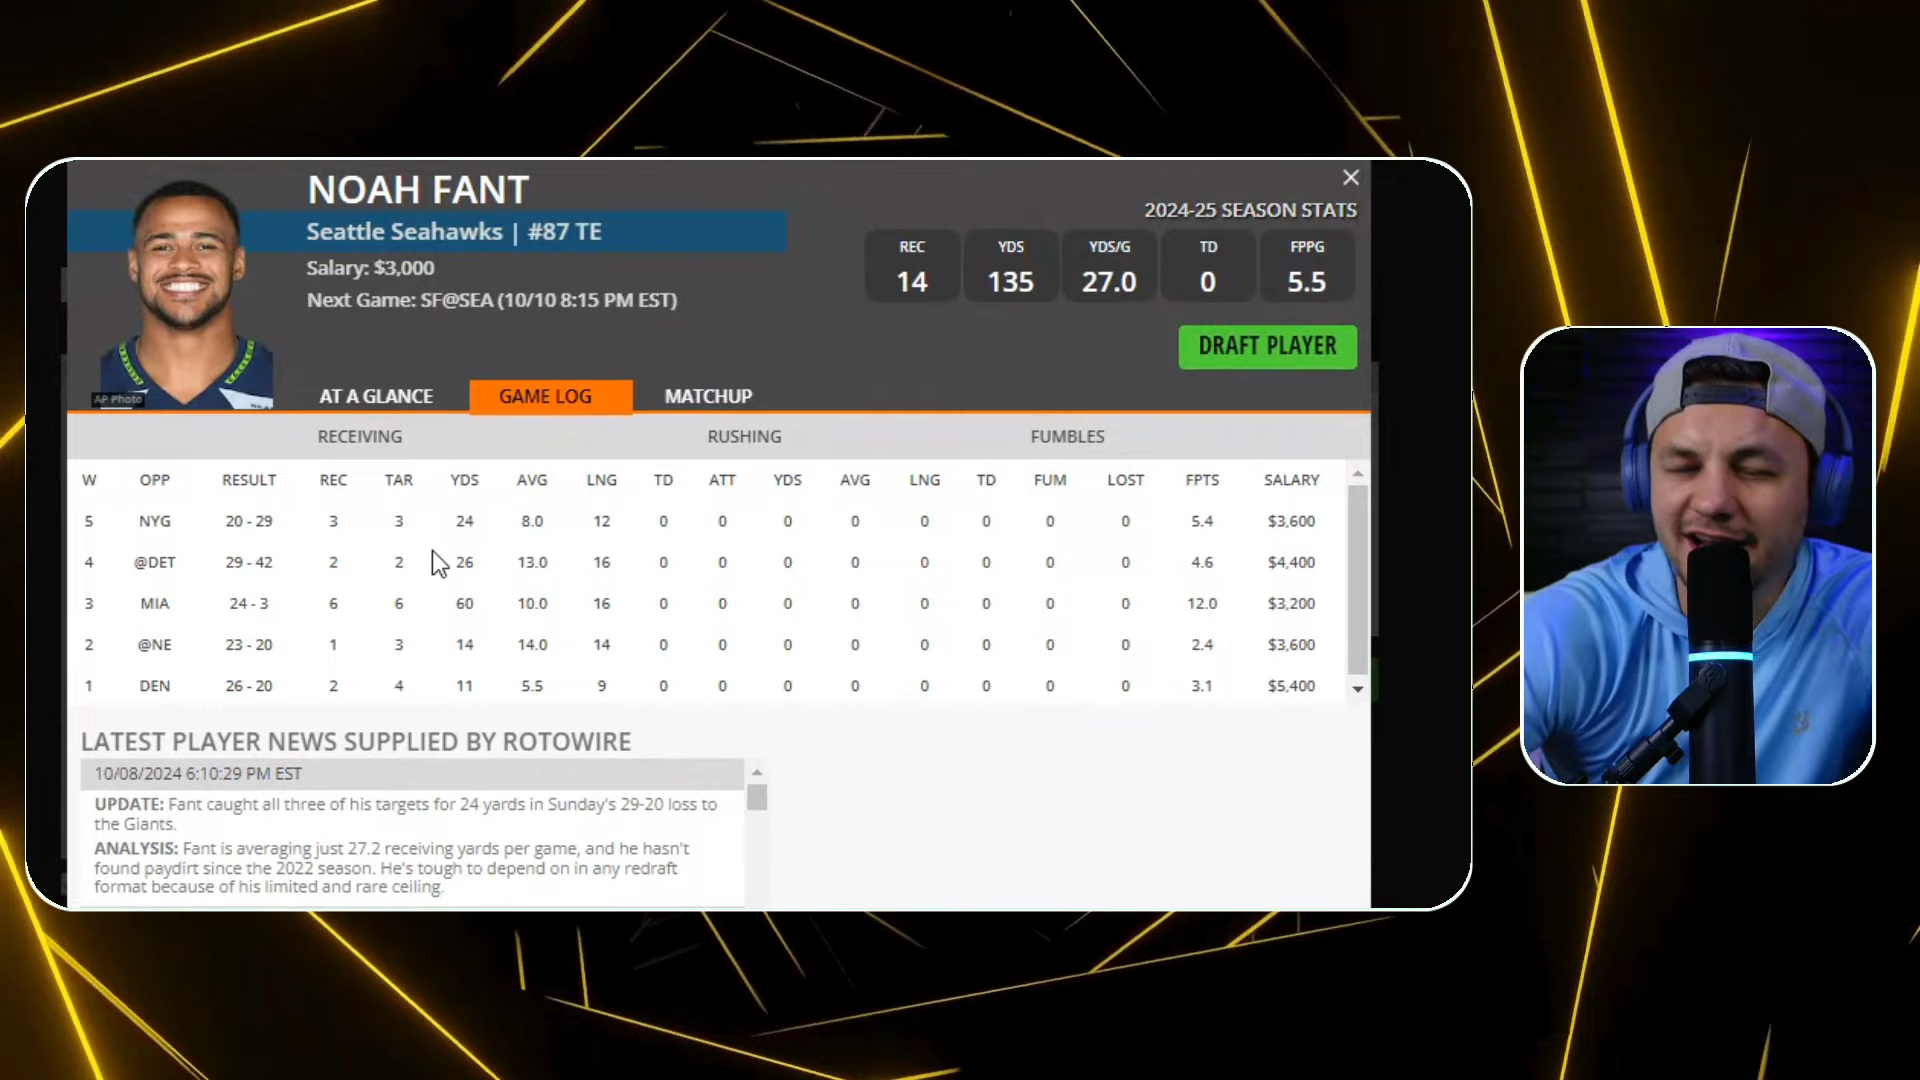 NOAH FANT
Seattle Seahawks | #87 TE
Salary: $3,000
Next Game: SF@SEA (10/10 8:15 PM EST)
AP Photo
2024-25 SEASON STATS
REC YDS YDS/G TD FPPG
14 135 27.0 0 5.5
DRAFT PLAYER
AT A GLANCE GAME LOG MATCHUP
RECEIVING RUSHING FUMBLES
W OPP RESULT REC TAR YDS AVG LNG TD ATT YDS AVG LNG TD FUM LOST FPTS SALARY
5 NYG 20 - 29 3 3 24 8.0 12 0 0 0 0 0 0 0 0 5.4 $3,600
4 @DET 29 - 42 2 2 26 13.0 16 0 0 0 0 0 0 0 0 4.6 $4,400
3 MIA 24 - 3 6 6 60 10.0 16 0 0 0 0 0 0 0 0 12.0 $3,200
2 @NE 23 - 20 1 3 14 14.0 14 0 0 0 0 0 0 0 0 2.4 $3,600
1 DEN 26 - 20 2 4 11 5.5 9 0 0 0 0 0 0 0 0 3.1 $5,400
LATEST PLAYER NEWS SUPPLIED BY ROTOWIRE
10/08/2024 6:10:29 PM EST
UPDATE: Fant caught all three of his targets for 24 yards in Sunday's 29-20 loss to
the Giants.
ANALYSIS: Fant is averaging just 27.2 receiving yards per game, and he hasn't
found paydirt since the 2022 season. He's tough to depend on in any redraft
format because of his limited and rare ceiling.